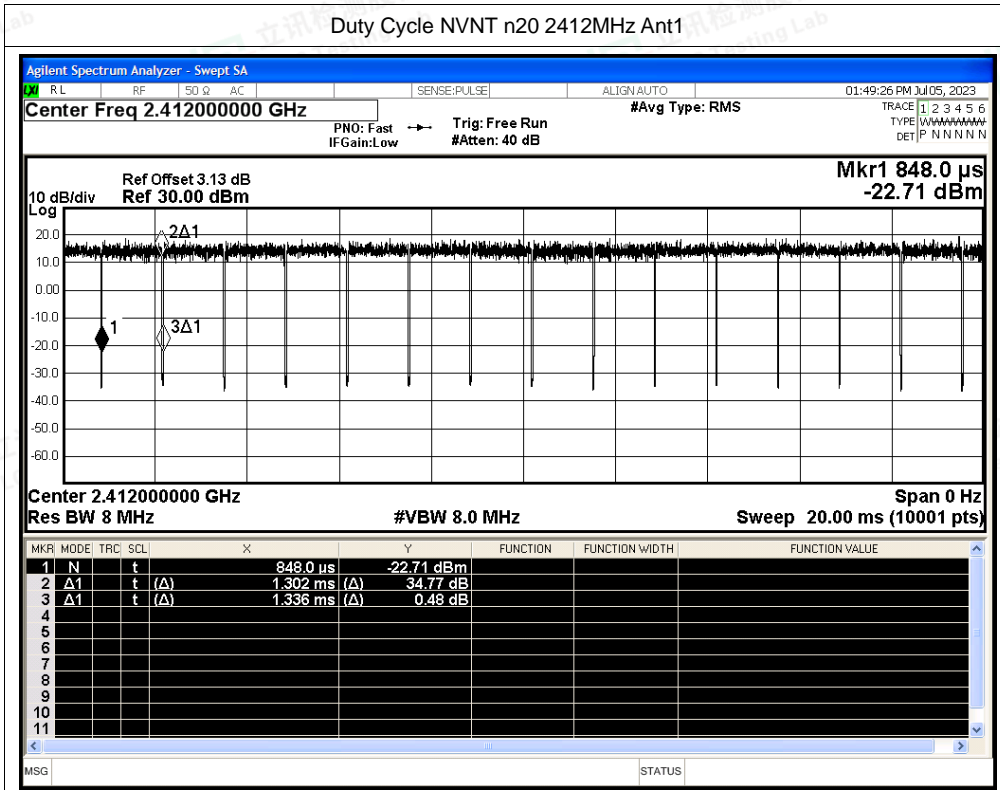 Duty Cycle NVNT n20 2412MHz Ant1
Agilent Spectrum Analyzer - Swept SA
LXI RL RF 50 Ω AC SENSE:PULSE ALIGN AUTO 01:49:26 PM Jul 05, 2023
Center Freq 2.412000000 GHz #Avg Type: RMS TRACE 1 2 3 4 5 6
PNO: Fast Trig: Free Run TYPE WWWWWW
IFGain:Low #Atten: 40 dB DET P N N N N N
Mkr1 848.0 µs
Ref Offset 3.13 dB
10 dB/div Ref 30.00 dBm -22.71 dBm
Log
20.0
2Δ1
10.0
0.00
-10.0
1 3Δ1
-20.0
-30.0
-40.0
-50.0
-60.0
Center 2.412000000 GHz Span 0 Hz
Res BW 8 MHz #VBW 8.0 MHz Sweep 20.00 ms (10001 pts)
MKR MODE TRC SCL X Y FUNCTION FUNCTION WIDTH FUNCTION VALUE
1 N t 848.0 µs -22.71 dBm
2 Δ1 t (Δ) 1.302 ms (Δ) 34.77 dB
3 Δ1 t (Δ) 1.336 ms (Δ) 0.48 dB
4
5
6
7
8
9
10
11
MSG STATUS